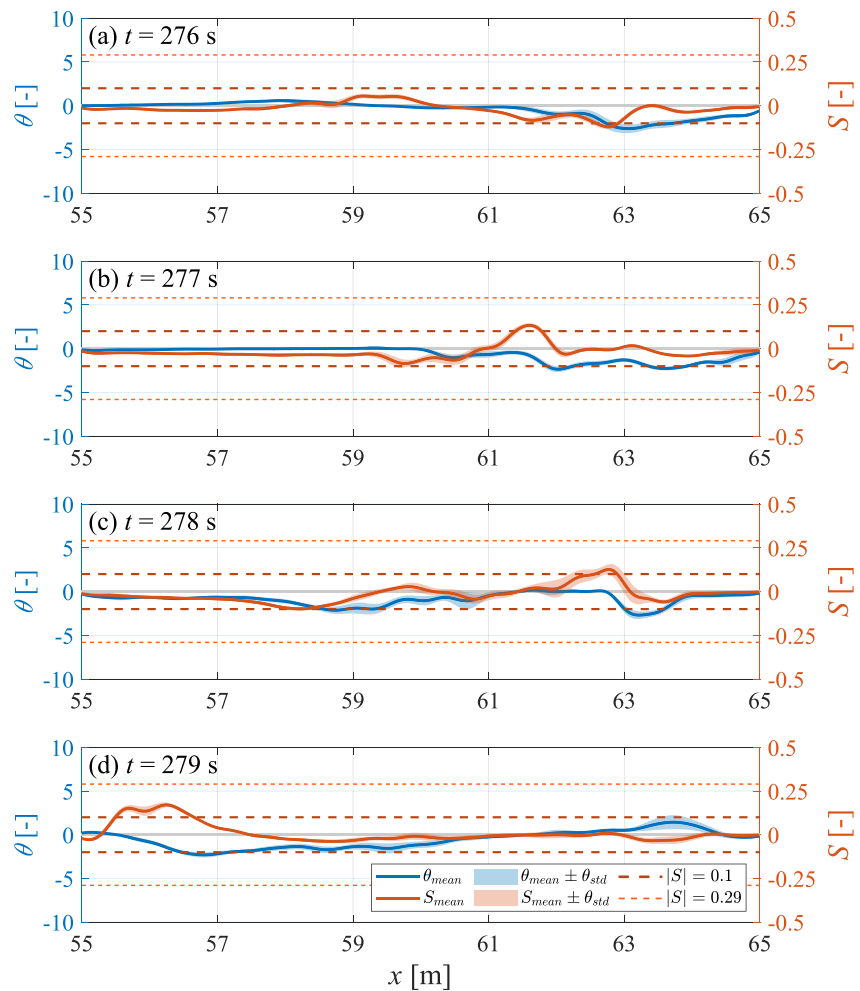 (a) t = 276 s
10
5
0
-5
-10
θ [-]
0.5
0.25
0
-0.25
-0.5
S [-]
55 57 59 61 63 65
(b) t = 277 s
10
5
0
-5
-10
θ [-]
0.5
0.25
0
-0.25
-0.5
S [-]
55 57 59 61 63 65
(c) t = 278 s
10
5
0
-5
-10
θ [-]
0.5
0.25
0
-0.25
-0.5
S [-]
55 57 59 61 63 65
(d) t = 279 s
10
5
0
-5
-10
θ [-]
0.5
0.25
0
-0.25
-0.5
S [-]
θmean θmean ± θstd |S| = 0.1
Smean Smean ± θstd |S| = 0.29
55 57 59 61 63 65
x [m]